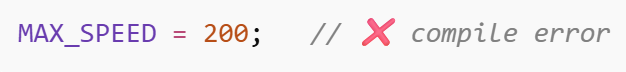 MAX_SPEED = 200;   // ❌ compile error